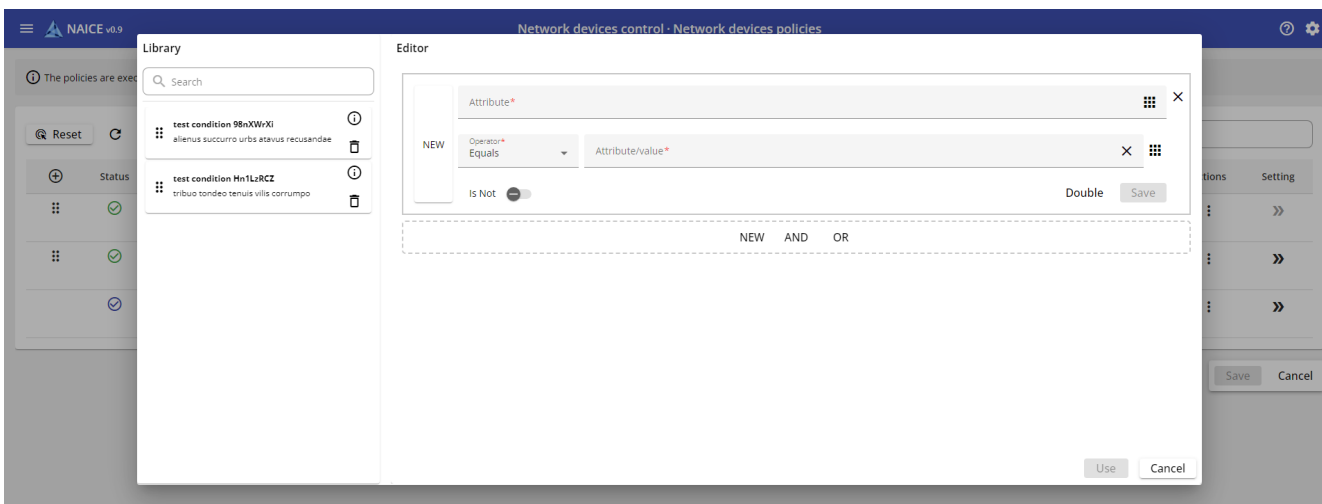 NAICE v0.9
Network devices control · Network devices policies
The policies are exec
Reset
Status
tions
Setting
Save
Cancel
Library
Search
test condition 98nXWrXi
alienus succurro urbs atavus recusandae
test condition Hn1LzRCZ
tribuo tondeo tenuis vilis corrumpo
Editor
NEW
Attribute*
Operator*
Equals
Attribute/value*
Is Not
Double
Save
NEW AND OR
Use
Cancel